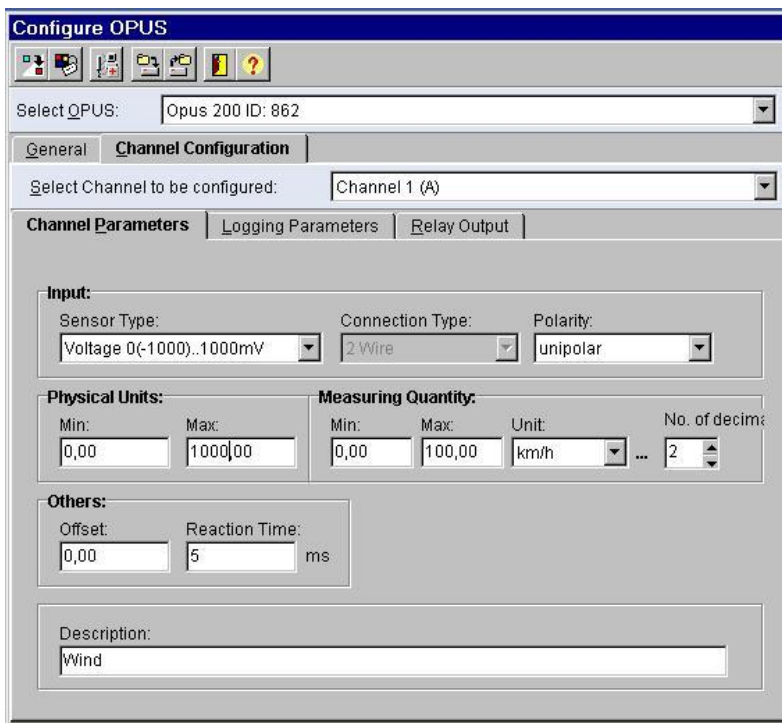 Configure OPUS
Select OPUS: Opus 200 ID: 862
General Channel Configuration
Select Channel to be configured: Channel 1 (A)
Channel Parameters Logging Parameters Relay Output
Input:
Sensor Type: Connection Type: Polarity:
Voltage 0(-1000)..1000mV 2 Wire unipolar
Physical Units: Measuring Quantity:
Min: Max: Min: Max: Unit: No. of decima
0,00 1000,00 0,00 100,00 km/h ... 2
Others:
Offset: Reaction Time:
0,00 5 ms
Description:
Wind